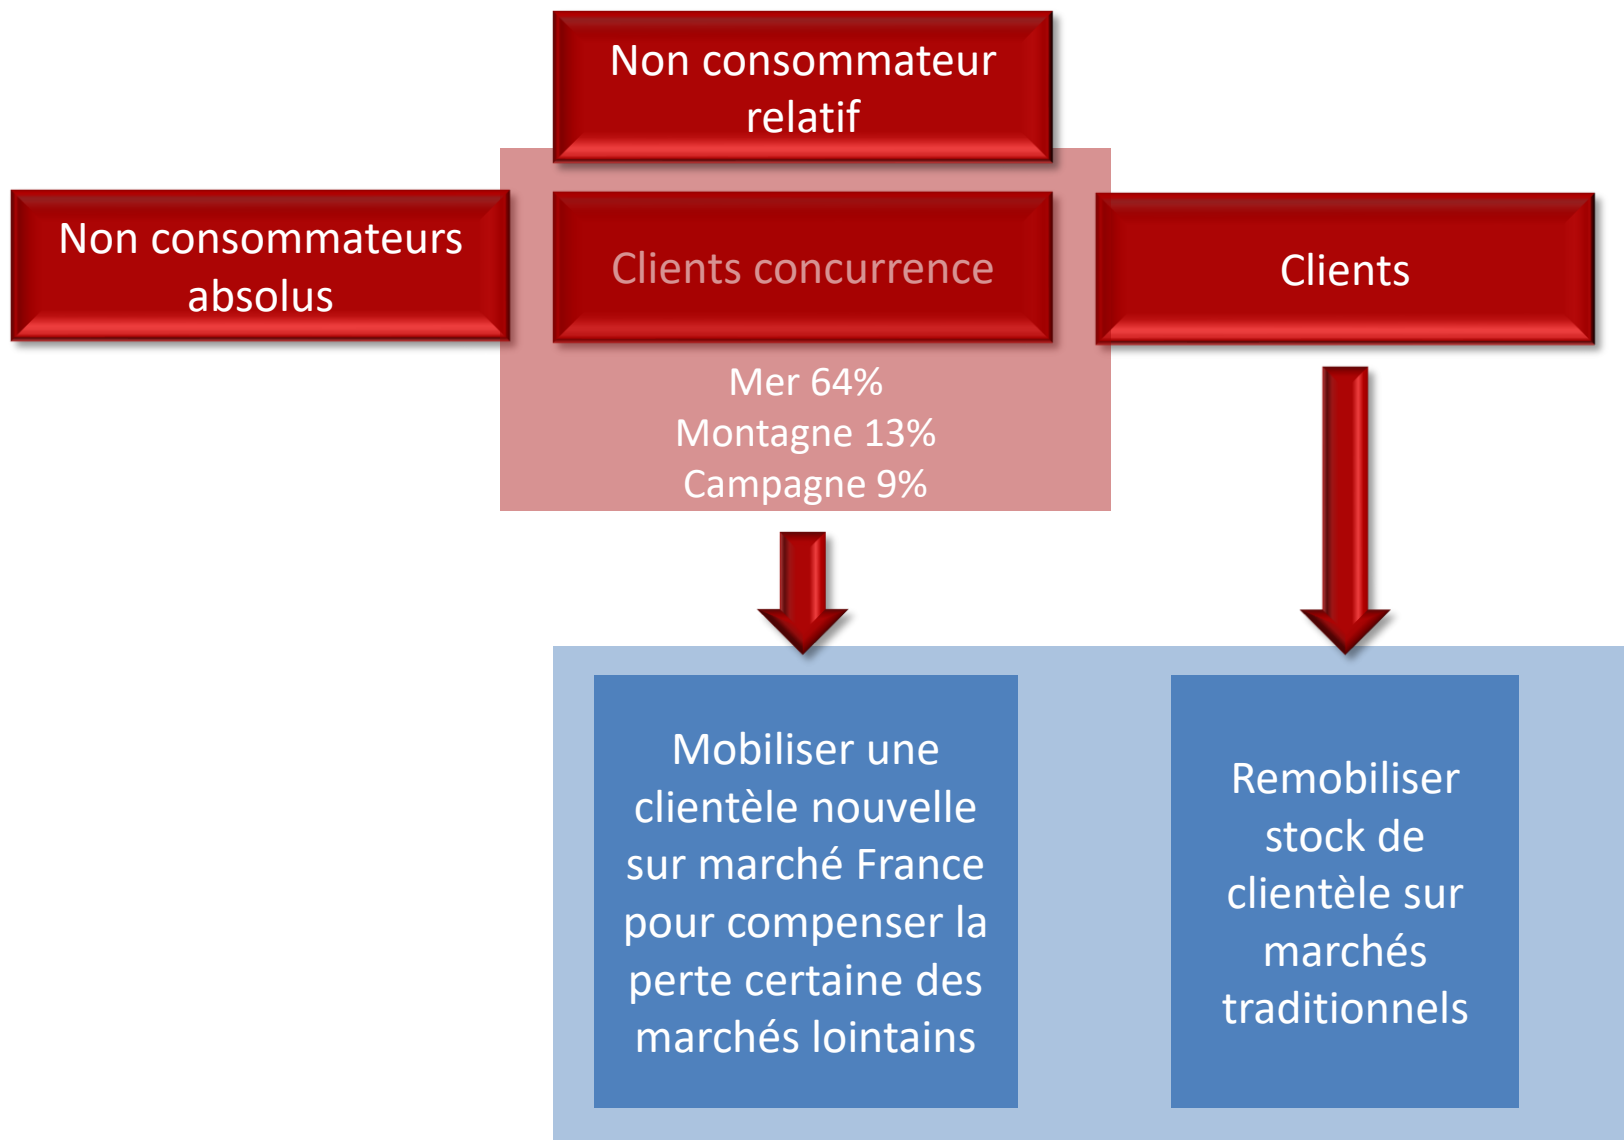 Non consommateur
relatif
Non consommateurs
absolus
Clients concurrence
Clients
Mer 64%
Montagne 13%
Campagne 9%
Mobiliser une
clientèle nouvelle
sur marché France
pour compenser la
perte certaine des
marchés lointains
Remobiliser
stock de
clientèle sur
marchés
traditionnels